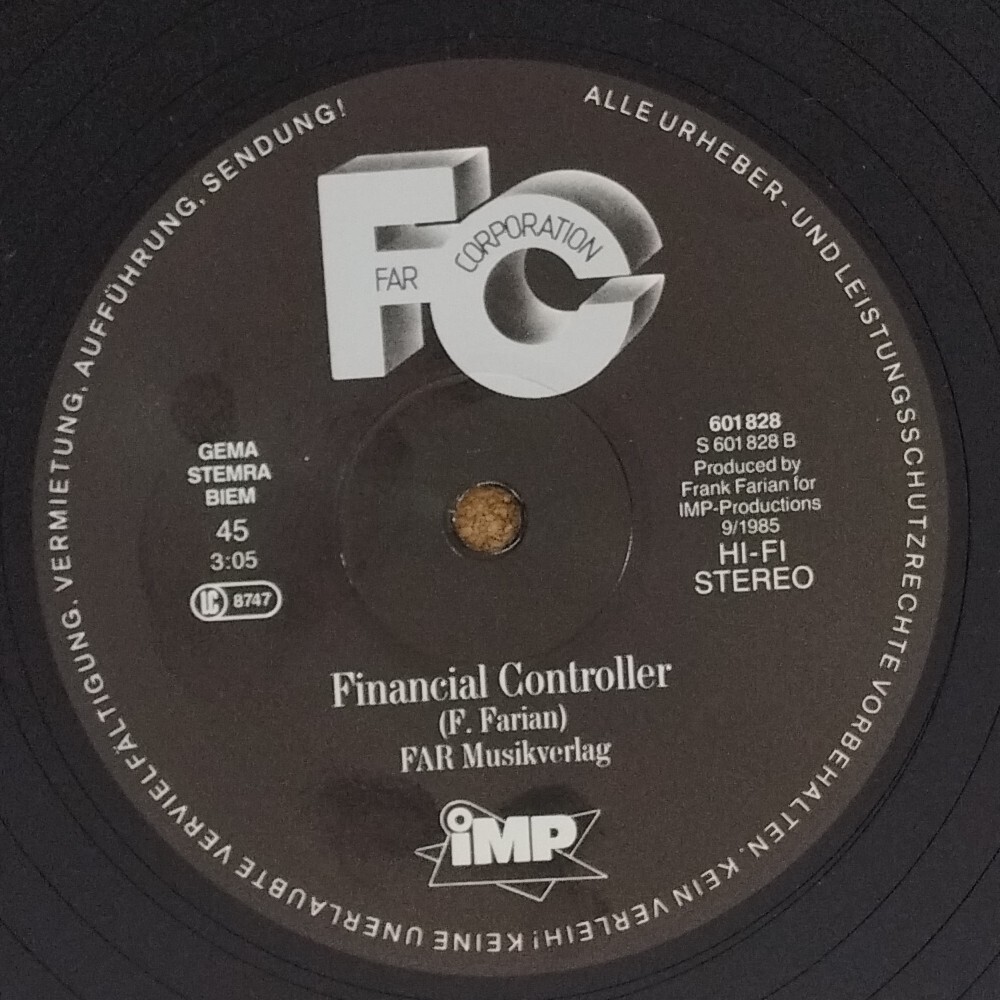 ALLE URHEBER- UND LEISTUNGSSCHUTZRECHTE VORBEHALTEN. KEIN VERLEIH! KEINE UNERLAUBTE VERVIELFÄLTIGUNG, VERMIETUNG, AUFFÜHRUNG, SENDUNG!
FC
FAR CORPORATION
GEMA
STEMRA
BIEM
45
3:05
LC 8747
601 828
S 601 828 B
Produced by
Frank Farian for
IMP-Productions
9/1985
HI-FI
STEREO
Financial Controller
(F. Farian)
FAR Musikverlag
iMP